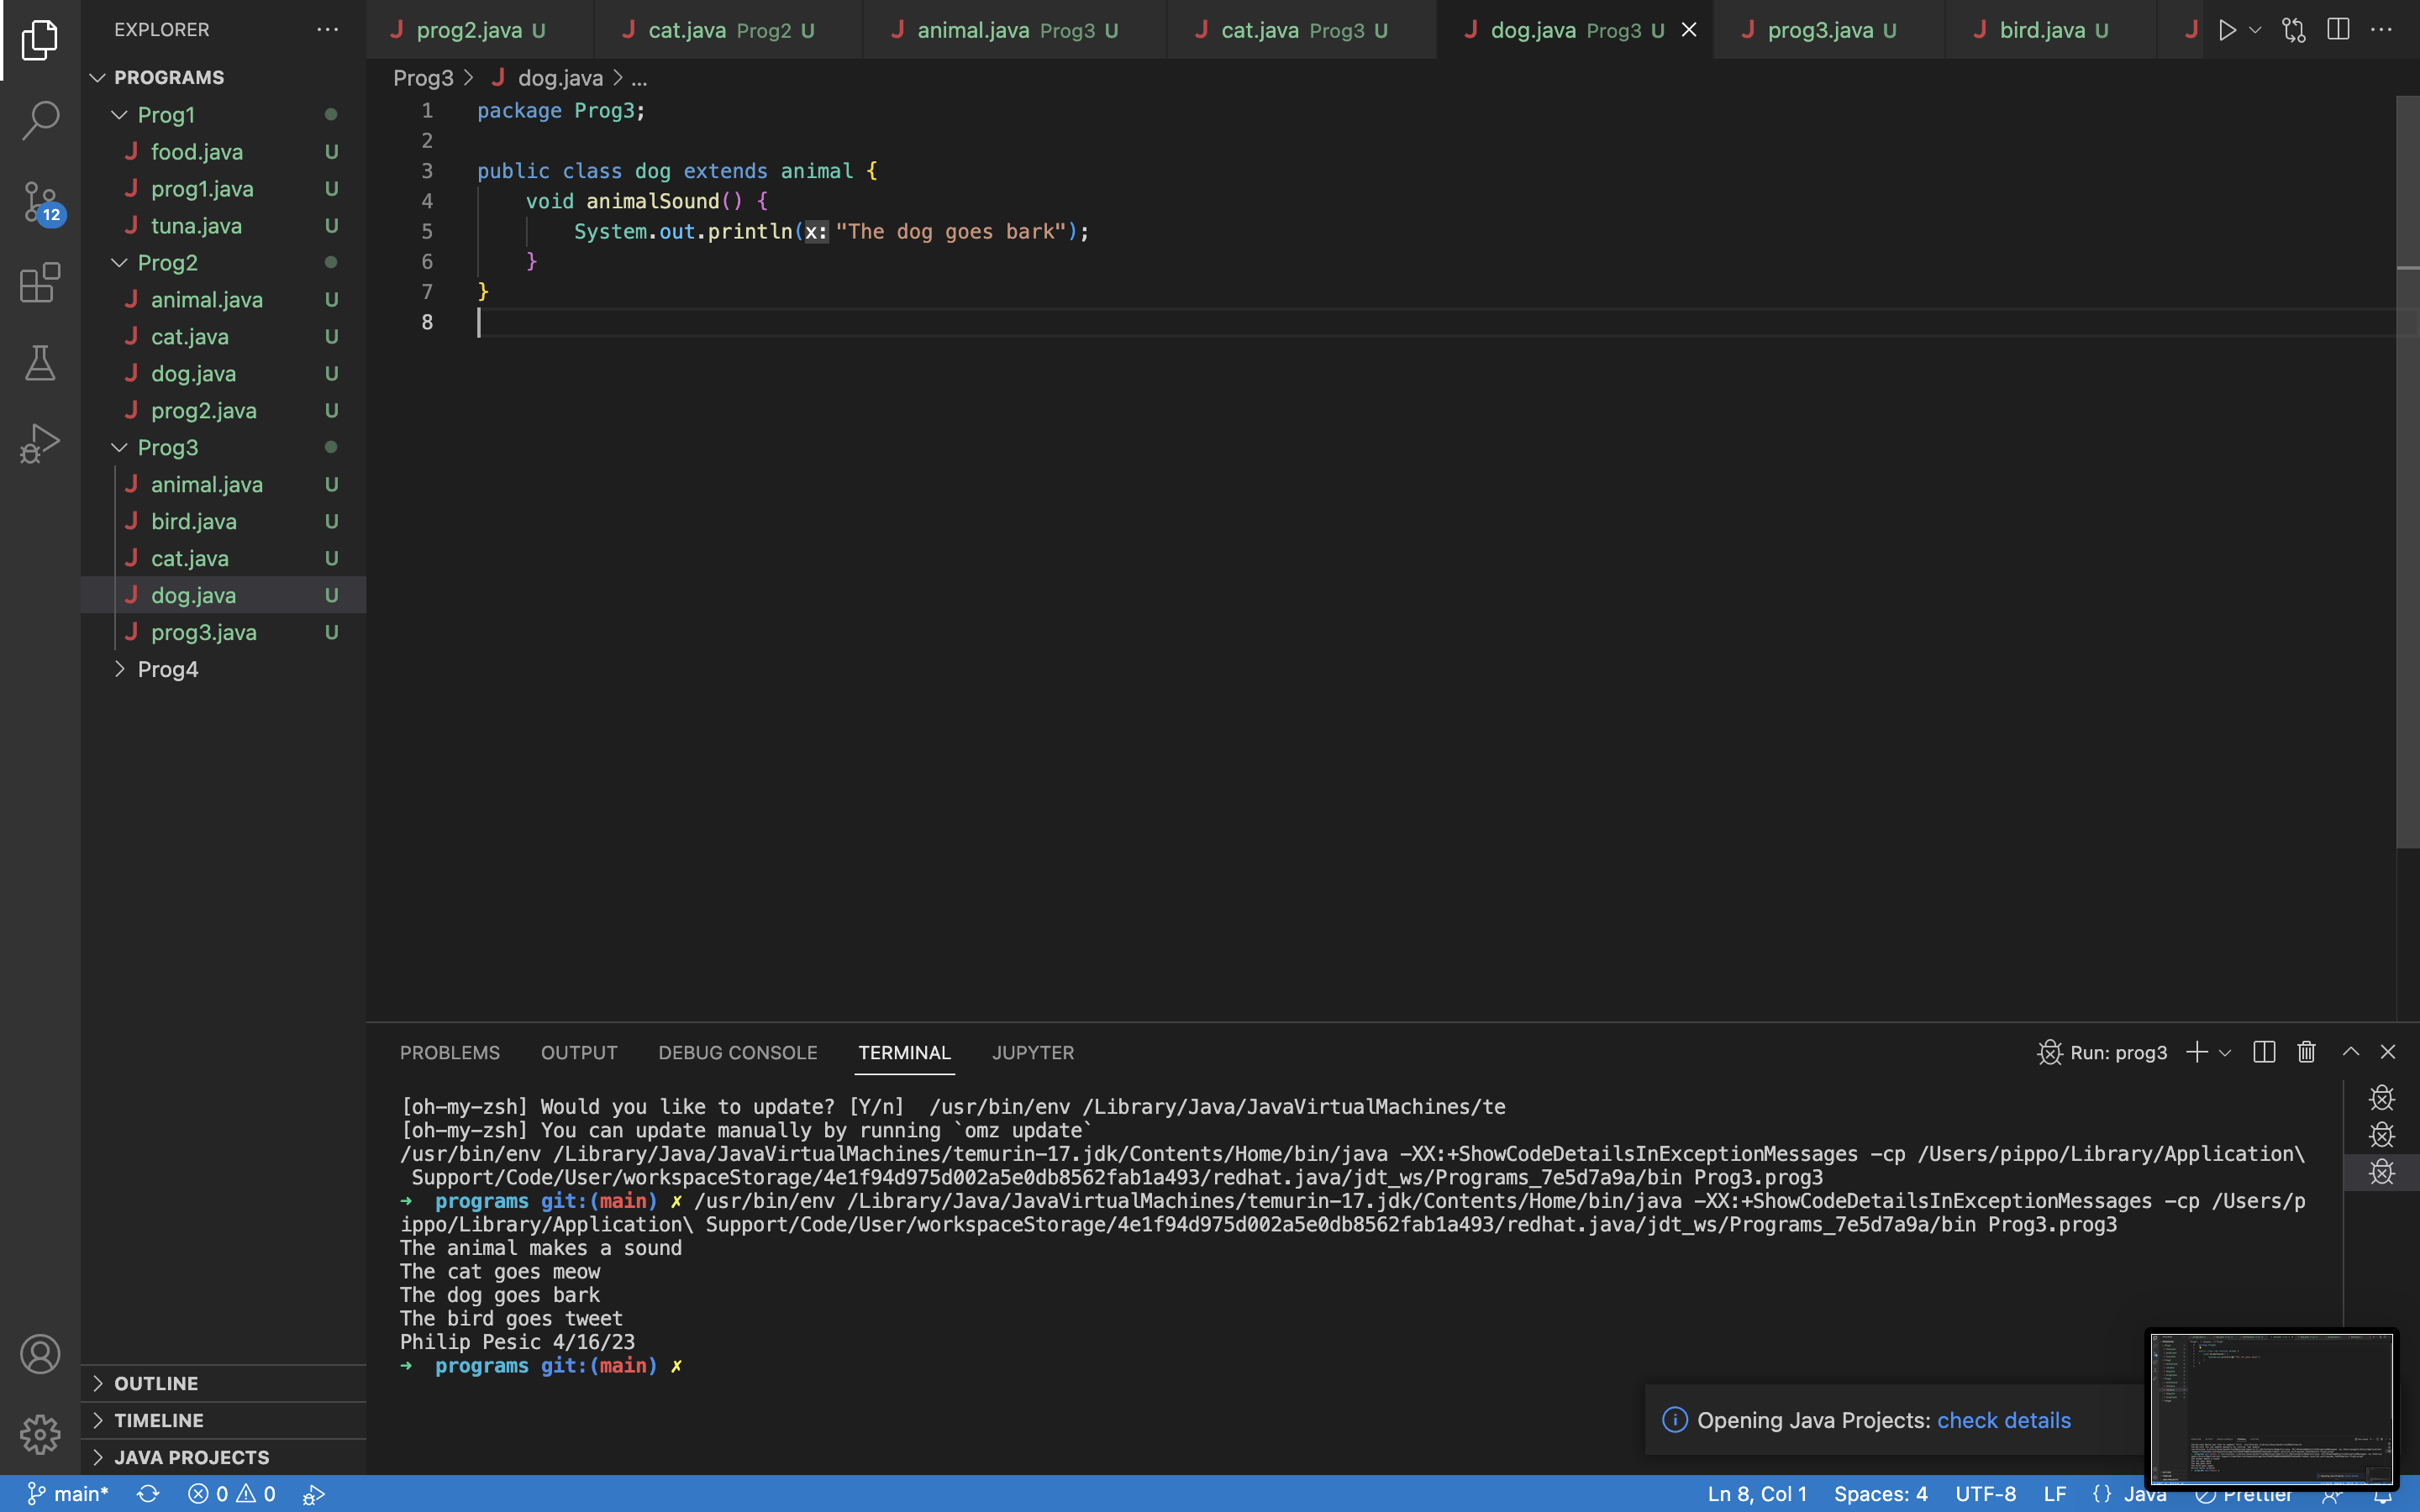 EXPLORER
PROGRAMS
Prog1
food.java U
prog1.java U
tuna.java U
Prog2
animal.java U
cat.java U
dog.java U
prog2.java U
Prog3
animal.java U
bird.java U
cat.java U
dog.java U
prog3.java U
Prog4
12
OUTLINE
TIMELINE
JAVA PROJECTS
prog2.java U cat.java Prog2 U animal.java Prog3 U cat.java Prog3 U dog.java Prog3 U prog3.java U bird.java U
Prog3 > dog.java > ...
1 package Prog3;
2
3 public class dog extends animal {
4 void animalSound() {
5 System.out.println(x: "The dog goes bark");
6 }
7 }
8
PROBLEMS OUTPUT DEBUG CONSOLE TERMINAL JUPYTER Run: prog3
[oh-my-zsh] Would you like to update? [Y/n]  /usr/bin/env /Library/Java/JavaVirtualMachines/te
[oh-my-zsh] You can update manually by running `omz update`
/usr/bin/env /Library/Java/JavaVirtualMachines/temurin-17.jdk/Contents/Home/bin/java -XX:+ShowCodeDetailsInExceptionMessages -cp /Users/pippo/Library/Application\
 Support/Code/User/workspaceStorage/4e1f94d975d002a5e0db8562fab1a493/redhat.java/jdt_ws/Programs_7e5d7a9a/bin Prog3.prog3
➜  programs git:(main) ✗ /usr/bin/env /Library/Java/JavaVirtualMachines/temurin-17.jdk/Contents/Home/bin/java -XX:+ShowCodeDetailsInExceptionMessages -cp /Users/p
ippo/Library/Application\ Support/Code/User/workspaceStorage/4e1f94d975d002a5e0db8562fab1a493/redhat.java/jdt_ws/Programs_7e5d7a9a/bin Prog3.prog3
The animal makes a sound
The cat goes meow
The dog goes bark
The bird goes tweet
Philip Pesic 4/16/23
➜  programs git:(main) ✗
Opening Java Projects: check details
main* 0 0 Ln 8, Col 1 Spaces: 4 UTF-8 LF {} Java Prettier